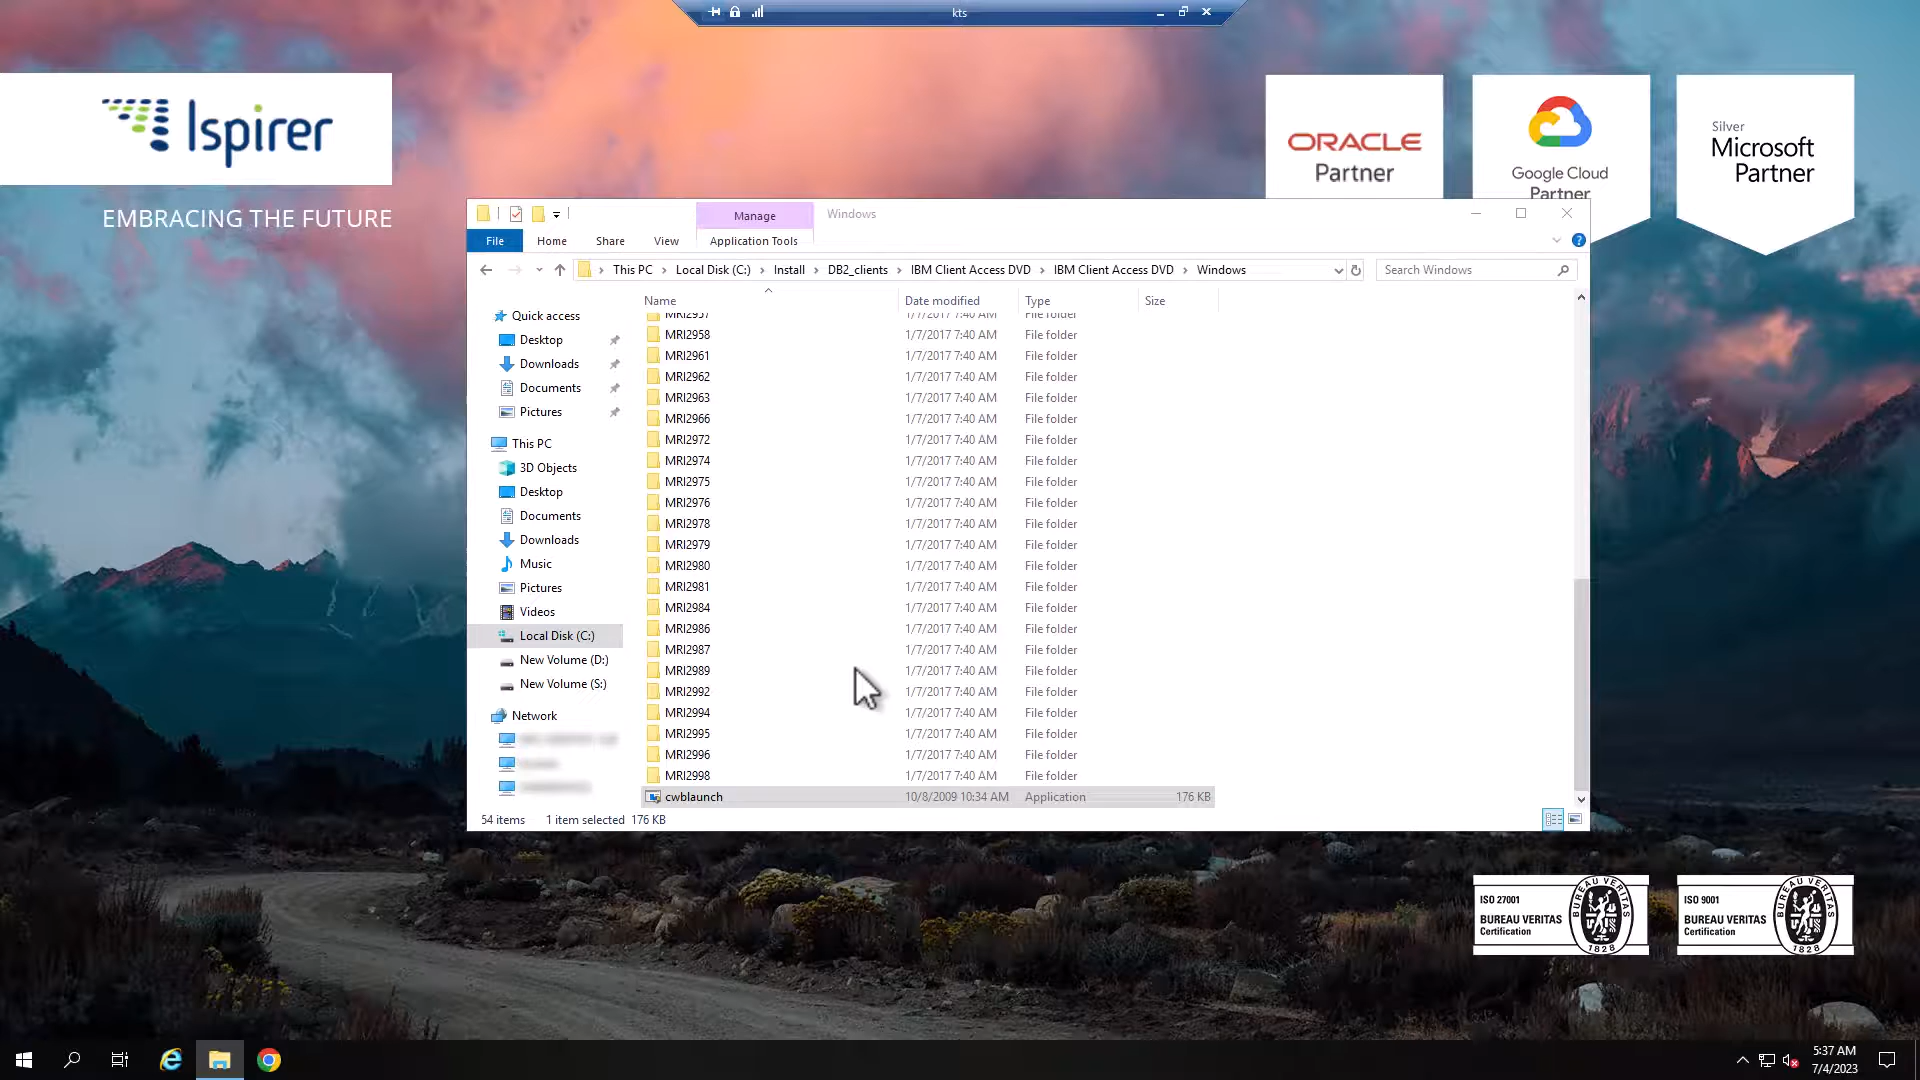 kts
Ispirer
EMBRACING THE FUTURE
ORACLE
Partner
Google Cloud
Partner
Silver
Microsoft
Partner
Manage
Windows
File
Home
Share
View
Application Tools
This PC
Local Disk (C:)
Install
DB2_clients
IBM Client Access DVD
IBM Client Access DVD
Windows
Search Windows
Quick access
Desktop
Downloads
Documents
Pictures
This PC
3D Objects
Desktop
Documents
Downloads
Music
Pictures
Videos
Local Disk (C:)
New Volume (D:)
New Volume (S:)
Network
Name Date modified Type Size
MRI2957 1/7/2017 7:40 AM File folder
MRI2958 1/7/2017 7:40 AM File folder
MRI2961 1/7/2017 7:40 AM File folder
MRI2962 1/7/2017 7:40 AM File folder
MRI2963 1/7/2017 7:40 AM File folder
MRI2966 1/7/2017 7:40 AM File folder
MRI2972 1/7/2017 7:40 AM File folder
MRI2974 1/7/2017 7:40 AM File folder
MRI2975 1/7/2017 7:40 AM File folder
MRI2976 1/7/2017 7:40 AM File folder
MRI2978 1/7/2017 7:40 AM File folder
MRI2979 1/7/2017 7:40 AM File folder
MRI2980 1/7/2017 7:40 AM File folder
MRI2981 1/7/2017 7:40 AM File folder
MRI2984 1/7/2017 7:40 AM File folder
MRI2986 1/7/2017 7:40 AM File folder
MRI2987 1/7/2017 7:40 AM File folder
MRI2989 1/7/2017 7:40 AM File folder
MRI2992 1/7/2017 7:40 AM File folder
MRI2994 1/7/2017 7:40 AM File folder
MRI2995 1/7/2017 7:40 AM File folder
MRI2996 1/7/2017 7:40 AM File folder
MRI2998 1/7/2017 7:40 AM File folder
cwblaunch 10/8/2009 10:34 AM Application 176 KB
54 items 1 item selected 176 KB
ISO 27001
BUREAU VERITAS
Certification
BUREAU VERITAS
1828
ISO 9001
BUREAU VERITAS
Certification
BUREAU VERITAS
1828
5:37 AM
7/4/2023